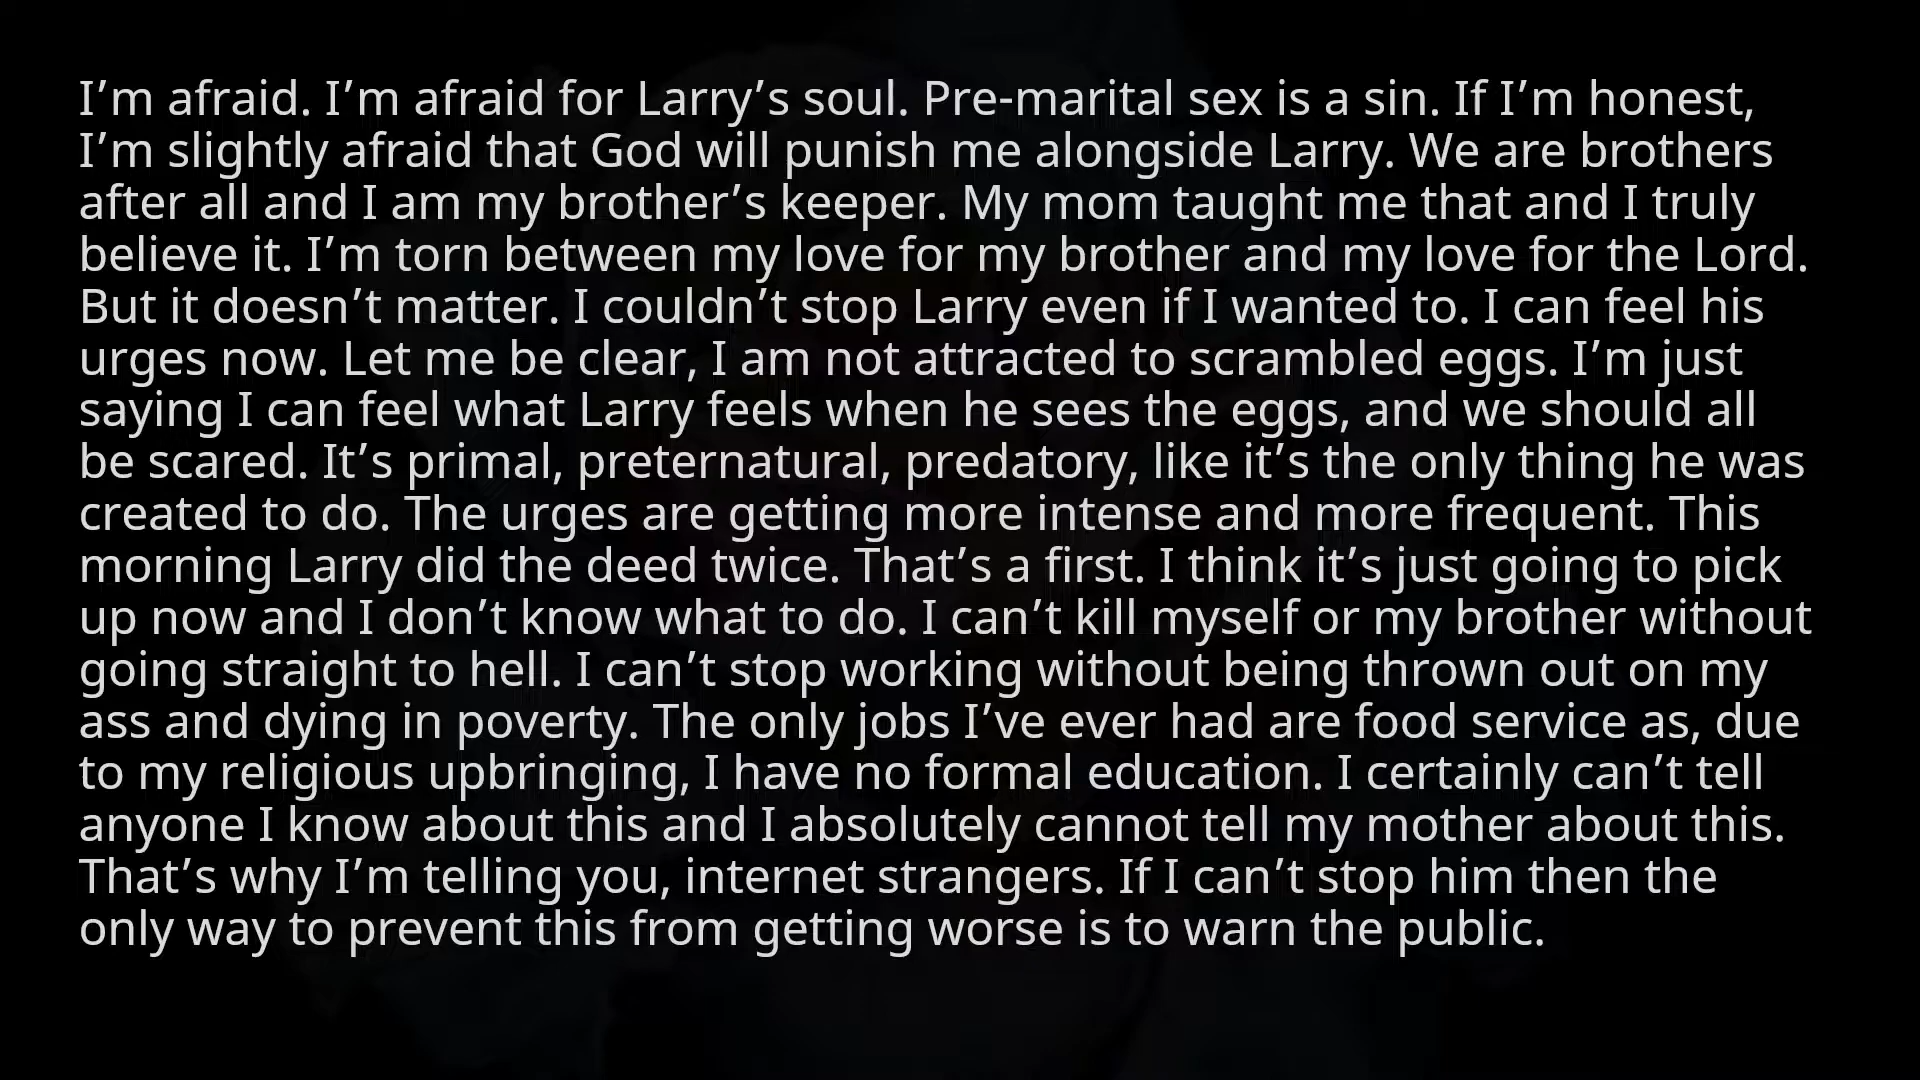 I’m afraid. I’m afraid for Larry’s soul. Pre-marital sex is a sin. If I’m honest,
I’m slightly afraid that God will punish me alongside Larry. We are brothers
after all and I am my brother’s keeper. My mom taught me that and I truly
believe it. I’m torn between my love for my brother and my love for the Lord.
But it doesn’t matter. I couldn’t stop Larry even if I wanted to. I can feel his
urges now. Let me be clear, I am not attracted to scrambled eggs. I’m just
saying I can feel what Larry feels when he sees the eggs, and we should all
be scared. It’s primal, preternatural, predatory, like it’s the only thing he was
created to do. The urges are getting more intense and more frequent. This
morning Larry did the deed twice. That’s a first. I think it’s just going to pick
up now and I don’t know what to do. I can’t kill myself or my brother without
going straight to hell. I can’t stop working without being thrown out on my
ass and dying in poverty. The only jobs I’ve ever had are food service as, due
to my religious upbringing, I have no formal education. I certainly can’t tell
anyone I know about this and I absolutely cannot tell my mother about this.
That’s why I’m telling you, internet strangers. If I can’t stop him then the
only way to prevent this from getting worse is to warn the public.